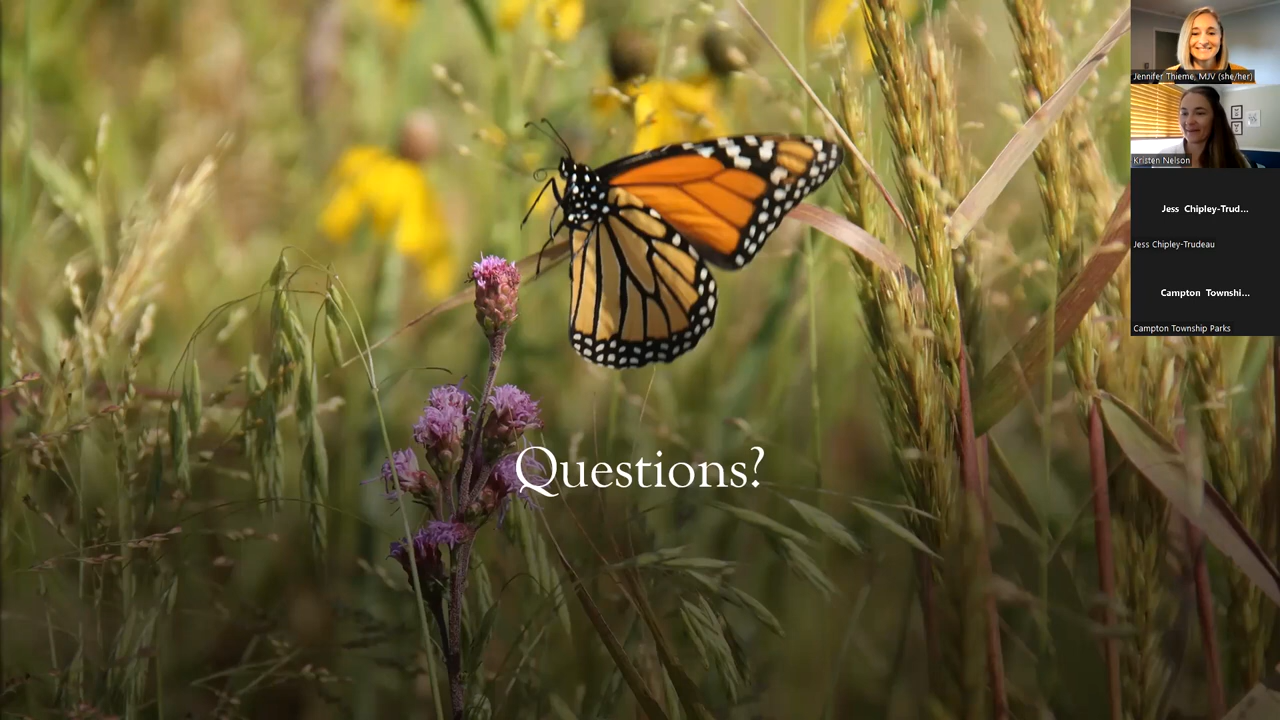 Questions?
Jennifer Thieme, MJV (she/her)
Kristen Nelson
Jess Chipley-Trud...
Jess Chipley-Trudeau
Campton Townshi...
Campton Township Parks